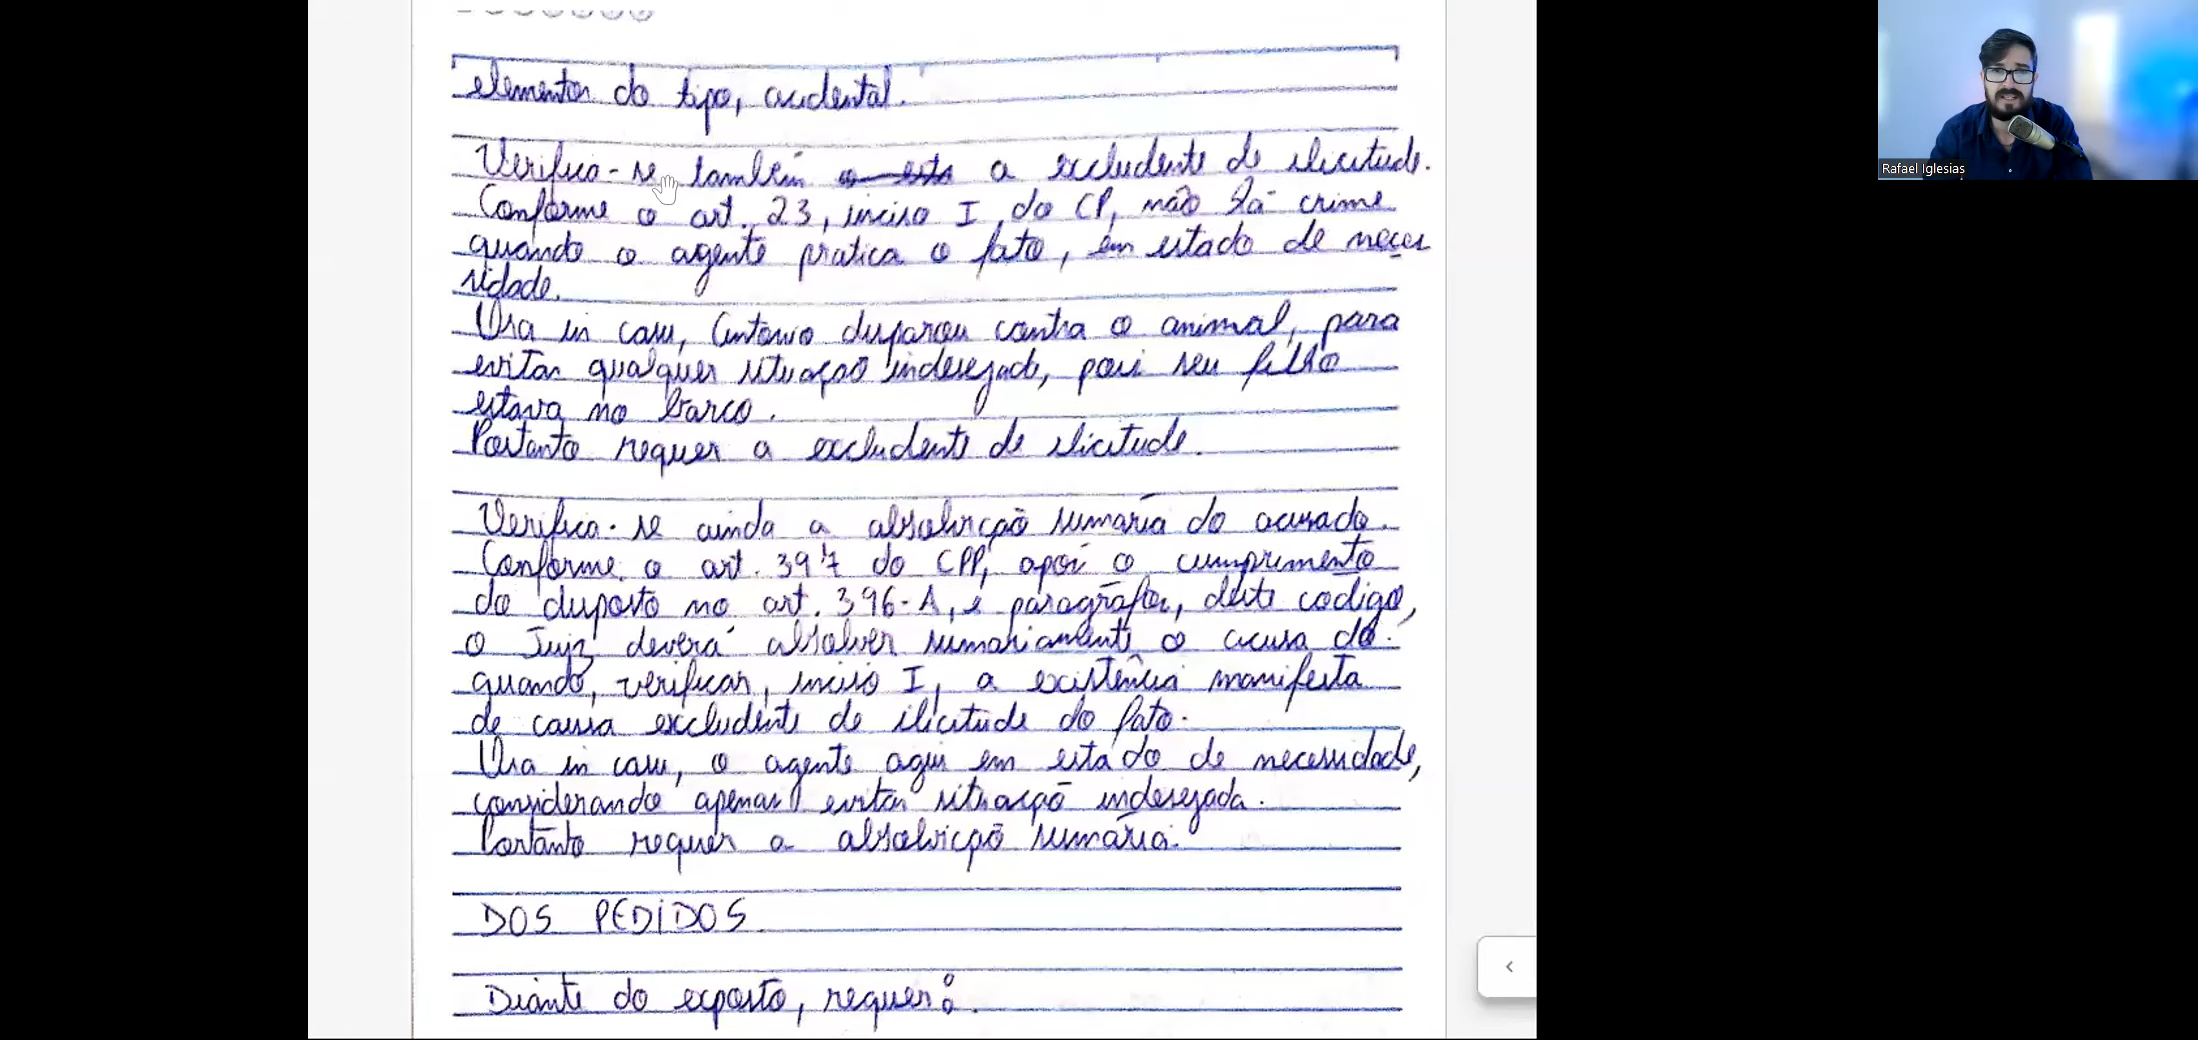 elementos do tipo, acidental.
Verifica-se também a excludente de ilicitude.
Conforme o art. 23, inciso I, do CP, não há crime
quando o agente pratica o fato, em estado de neces
sidade.
Ora in casu, Antonio disparou contra o animal, para
evitar qualquer situação indesejada, pois seu filho
estava no barco.
Portanto requer a excludente de ilicitude.
Verifica-se ainda a absolvição sumária do acusado.
Conforme o art. 397 do CPP, após o cumprimento
do disposto no art. 396-A, e parágrafos, deste código,
o Juiz deverá absolver sumariamente o acusado.
quando, verificar, inciso I, a existência manifesta
de causa excludente de ilicitude do fato.
Ora in casu, o agente agiu em estado de necessidade,
considerando apenas evitar situação indesejada.
Portanto requer a absolvição sumária.
DOS PEDIDOS.
Diante do exposto, requer:
Rafael Iglesias